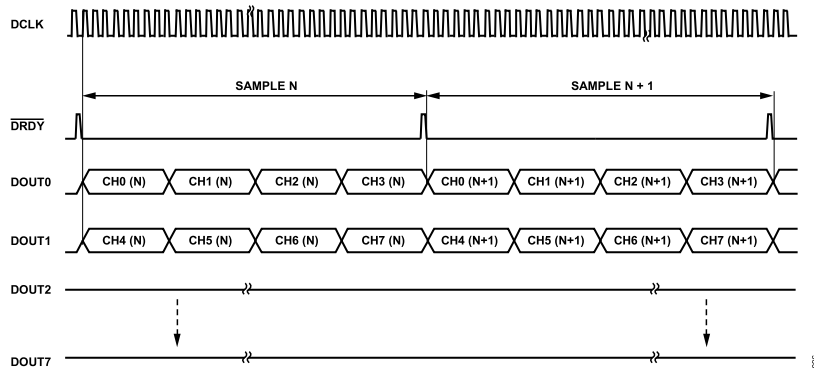 DCLK
SAMPLE N SAMPLE N + 1
DRDY
DOUT0 CH0 (N) CH1 (N) CH2 (N) CH3 (N) CH0 (N+1) CH1 (N+1) CH2 (N+1) CH3 (N+1)
DOUT1 CH4 (N) CH5 (N) CH6 (N) CH7 (N) CH4 (N+1) CH5 (N+1) CH6 (N+1) CH7 (N+1)
DOUT2
DOUT7